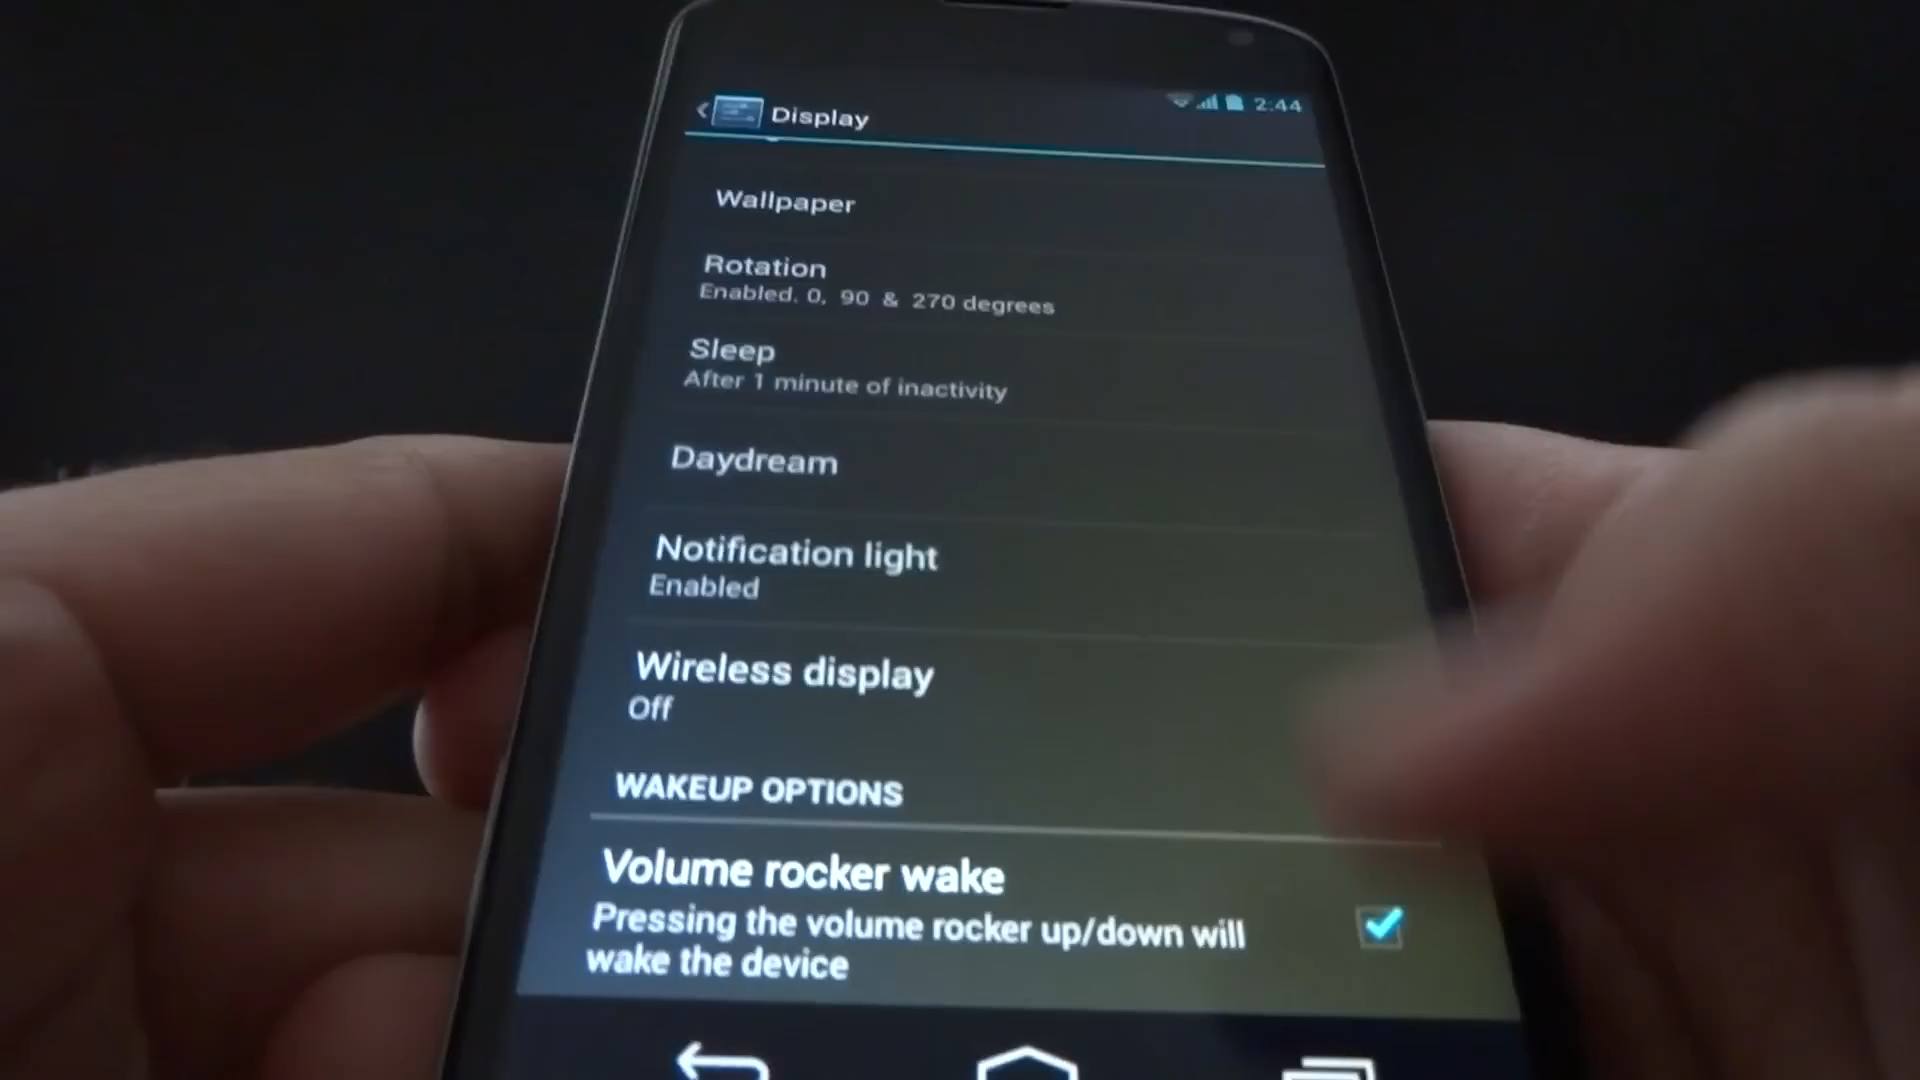 Display
2:44
Wallpaper
Rotation
Enabled. 0, 90 & 270 degrees
Sleep
After 1 minute of inactivity
Daydream
Notification light
Enabled
Wireless display
Off
WAKEUP OPTIONS
Volume rocker wake
Pressing the volume rocker up/down will
wake the device